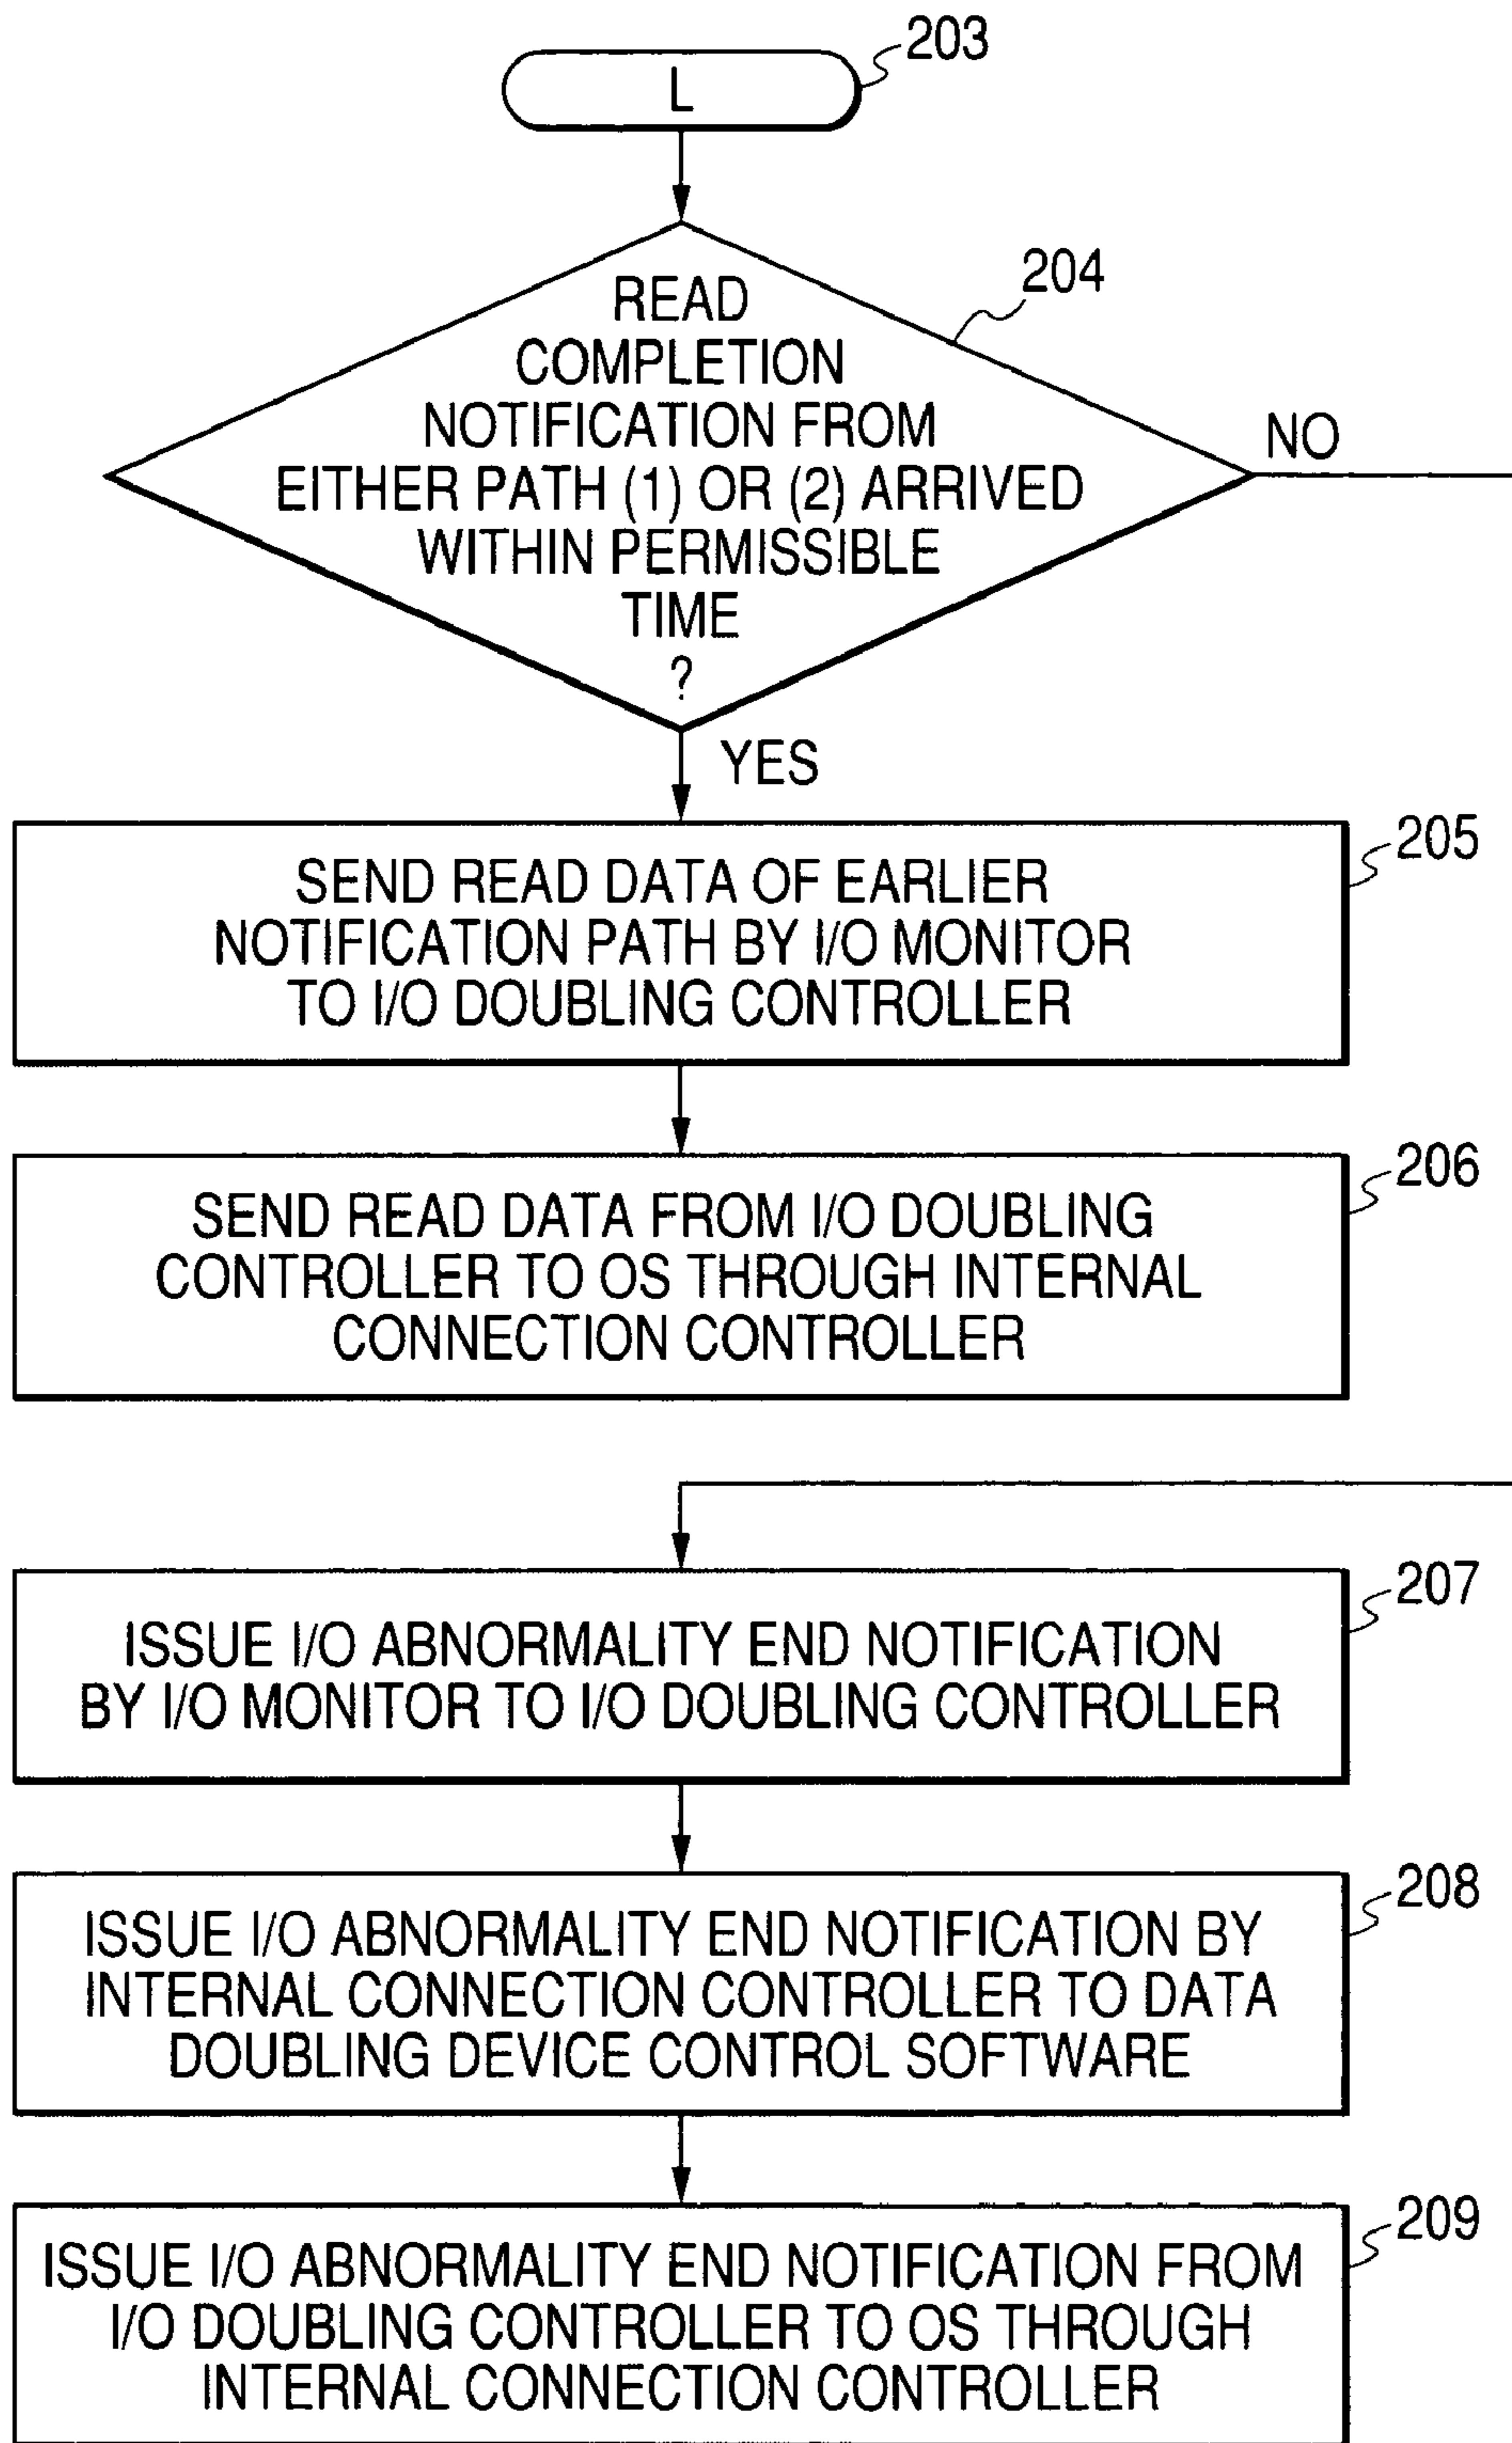 203
L
204
READ
COMPLETION
NOTIFICATION FROM
EITHER PATH (1) OR (2) ARRIVED
WITHIN PERMISSIBLE
TIME
?
NO
YES
205
SEND READ DATA OF EARLIER
NOTIFICATION PATH BY I/O MONITOR
TO I/O DOUBLING CONTROLLER
206
SEND READ DATA FROM I/O DOUBLING
CONTROLLER TO OS THROUGH INTERNAL
CONNECTION CONTROLLER
207
ISSUE I/O ABNORMALITY END NOTIFICATION
BY I/O MONITOR TO I/O DOUBLING CONTROLLER
208
ISSUE I/O ABNORMALITY END NOTIFICATION BY
INTERNAL CONNECTION CONTROLLER TO DATA
DOUBLING DEVICE CONTROL SOFTWARE
209
ISSUE I/O ABNORMALITY END NOTIFICATION FROM
I/O DOUBLING CONTROLLER TO OS THROUGH
INTERNAL CONNECTION CONTROLLER